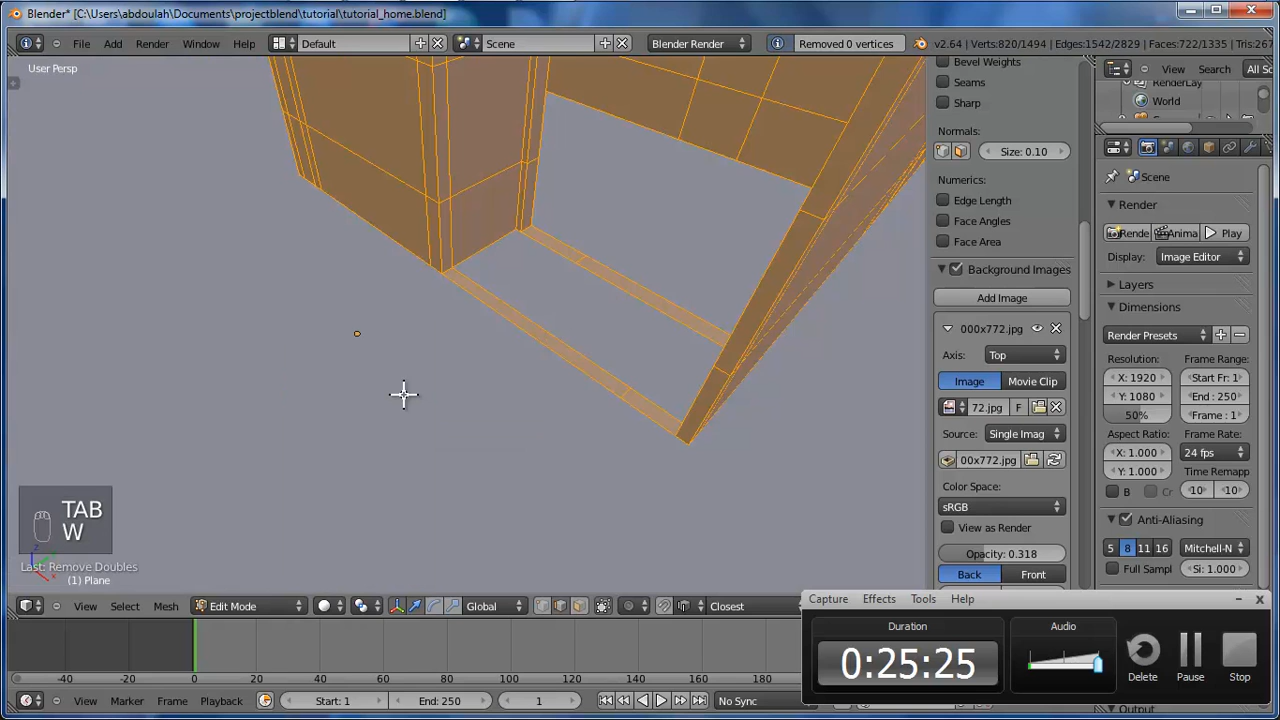 Blender* [C:\Users\abdoulah\Documents\projectblend\tutorial\tutorial_home.blend]
File Add Render Window Help Default Scene Blender Render Removed 0 vertices v2.64 | Verts:820/1494 | Edges:1542/2829 | Faces:722/1335 | Tris:267
User Persp
Bevel Weights
Seams
Sharp
Normals:
Size: 0.10
Numerics:
Edge Length
Face Angles
Face Area
Background Images
Add Image
000x772.jpg
Axis: Top
Image Movie Clip
72.jpg F
Source: Single Imag
00x772.jpg
Color Space:
sRGB
View as Render
Opacity: 0.318
Back Front
View Search All Sc
RenderLay
World
Scene
Render
Rende Anima Play
Display: Image Editor
Layers
Dimensions
Render Presets
Resolution: Frame Range:
X: 1920 Start Fr: 1
Y: 1080 End: 250
50% Frame: 1
Aspect Ratio: Frame Rate:
X: 1.000 24 fps
Y: 1.000 Time Remapp
B Cr 10 10
Anti-Aliasing
5 8 11 16 Mitchell-N
Full Sampl Si: 1.000
TAB
W
Last: Remove Doubles
(1) Plane
View Select Mesh Edit Mode Global Closest
-40 -20 0 20 40 60 80 100 120 140 160 180
View Marker Frame Playback Start: 1 End: 250 1 No Sync
Capture Effects Tools Help
Duration Audio
0:25:25
Delete Pause Stop